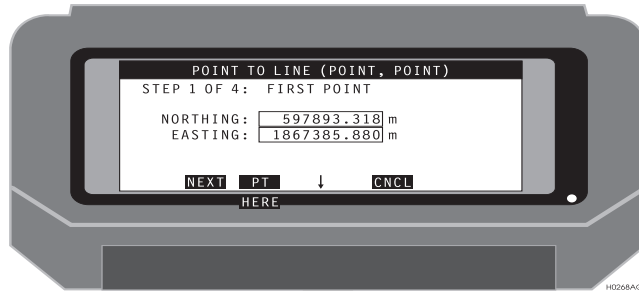 POINT TO LINE (POINT, POINT)
STEP 1 OF 4: FIRST POINT
NORTHING: 597893.318 m
EASTING: 1867385.880 m
NEXT PT ↓ CNCL
HERE
H0268AC